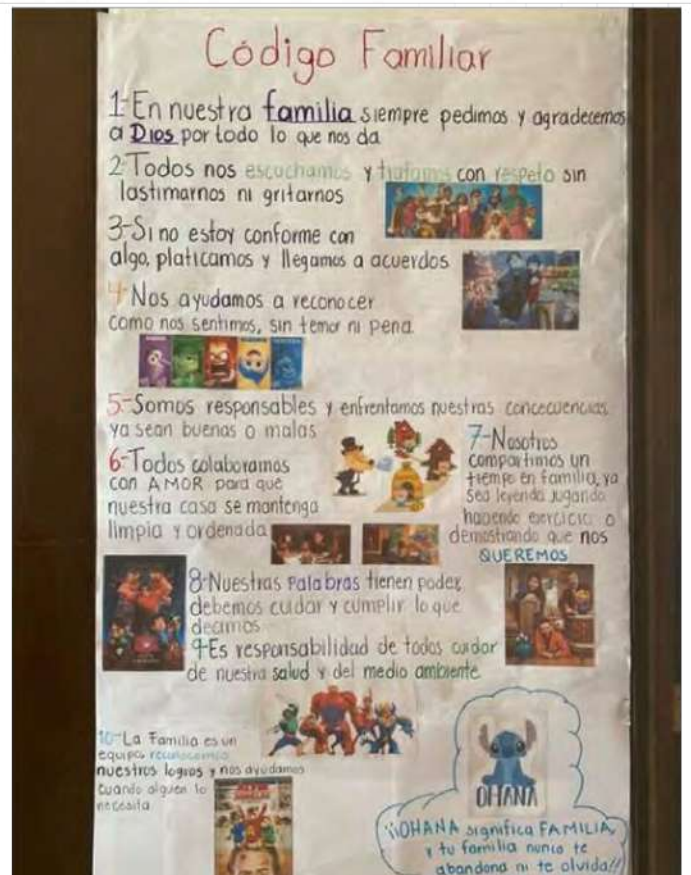 Código Familiar
1-En nuestra familia siempre pedimos y agradecemos
a Dios por todo lo que nos da
2-Todos nos escuchamos y tratamos con respeto sin
lastimarnos ni gritarnos
3-Si no estoy conforme con
algo, platicamos y llegamos a acuerdos
4-Nos ayudamos a reconocer
como nos sentimos, sin temor ni pena.
5-Somos responsables y enfrentamos nuestras concecuencias
ya sean buenas o malas
6-Todos colaboramos
con AMOR para que
nuestra casa se mantenga
limpia y ordenada
7-Nosotros
compartimos un
tiempo en familia, ya
sea leyendo jugando
haciendo ejercicio o
demostrando que nos
QUEREMOS
8-Nuestras palabras tienen poder,
debemos cuidar y cumplir lo que
decimos
9-Es responsabilidad de todos cuidar
de nuestra salud y del medio ambiente
10-La Familia es un
equipo, reconocemos
nuestros logros y nos ayudamos
cuando alguien lo
necesita
OHANA
¡¡OHANA significa FAMILIA,
y tu familia nunca te
abandona ni te olvida!!